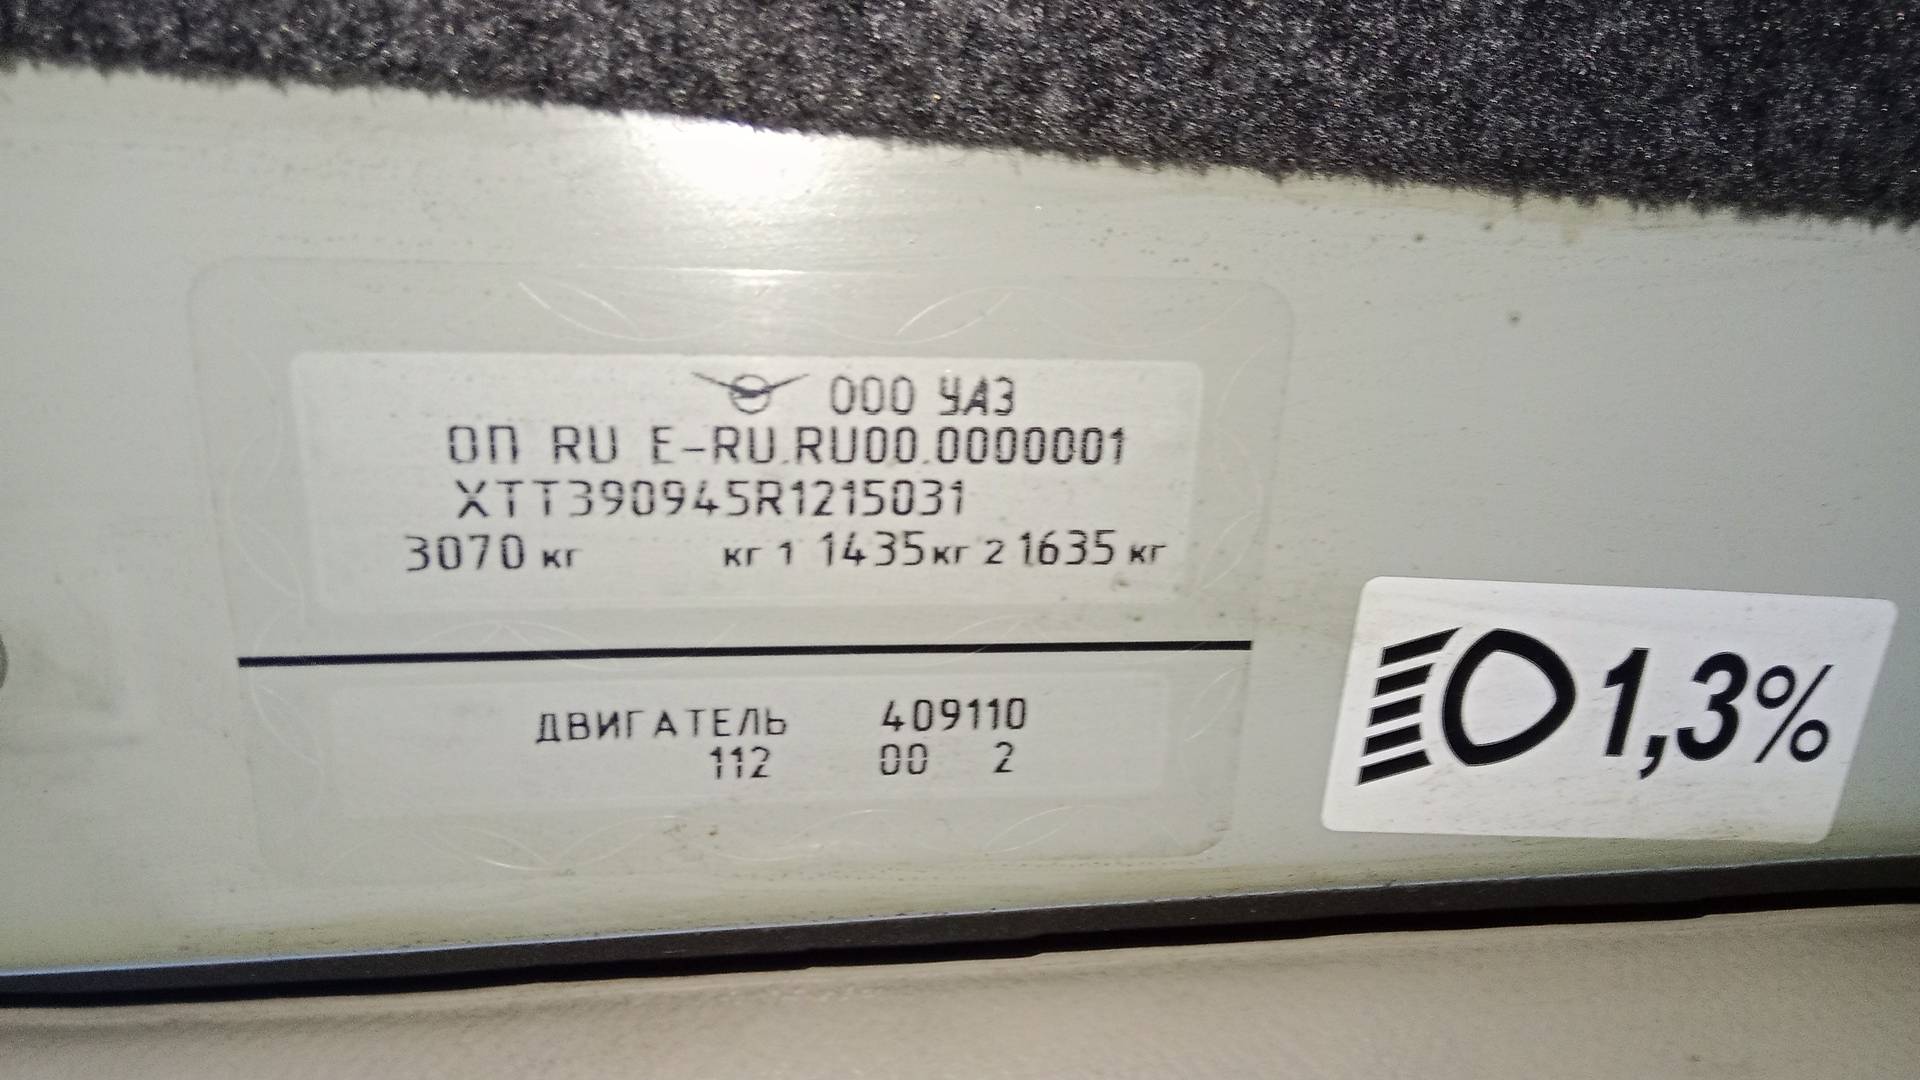 ООО УАЗ
ОП RU E-RU.RU00.0000001
XTT390945R1215031
3070 кг кг 1 1435 кг 2 1635 кг
ДВИГАТЕЛЬ 409110
112 00 2
1,3%